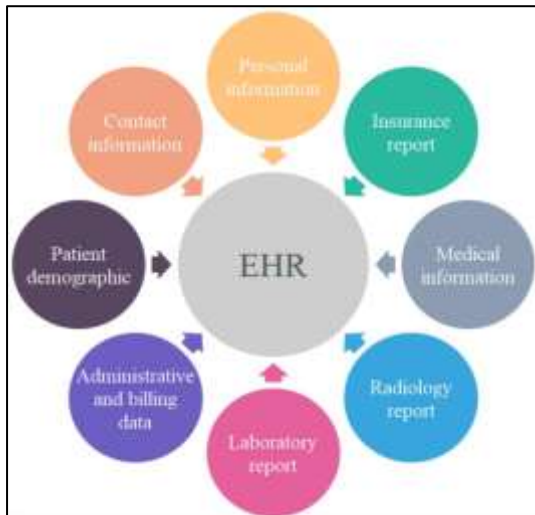 Personal
information
Insurance
report
Medical
information
Radiology
report
Laboratory
report
Administrative
and billing
data
Patient
demographic
Contact
information
EHR